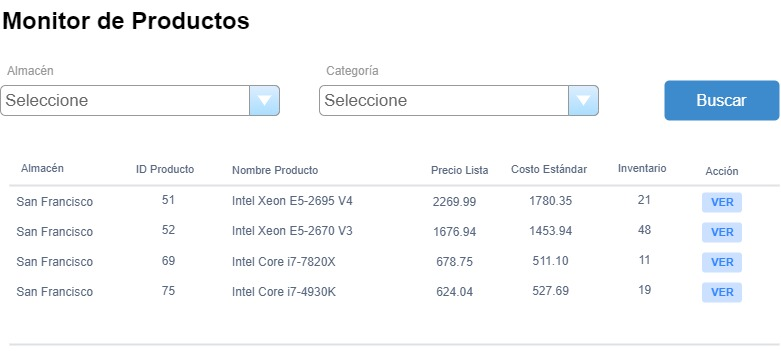 Monitor de Productos
Almacén Categoría
Seleccione Seleccione Buscar
Almacén ID Producto Nombre Producto Precio Lista Costo Estándar Inventario Acción
San Francisco 51 Intel Xeon E5-2695 V4 2269.99 1780.35 21 VER
San Francisco 52 Intel Xeon E5-2670 V3 1676.94 1453.94 48 VER
San Francisco 69 Intel Core i7-7820X 678.75 511.10 11 VER
San Francisco 75 Intel Core i7-4930K 624.04 527.69 19 VER